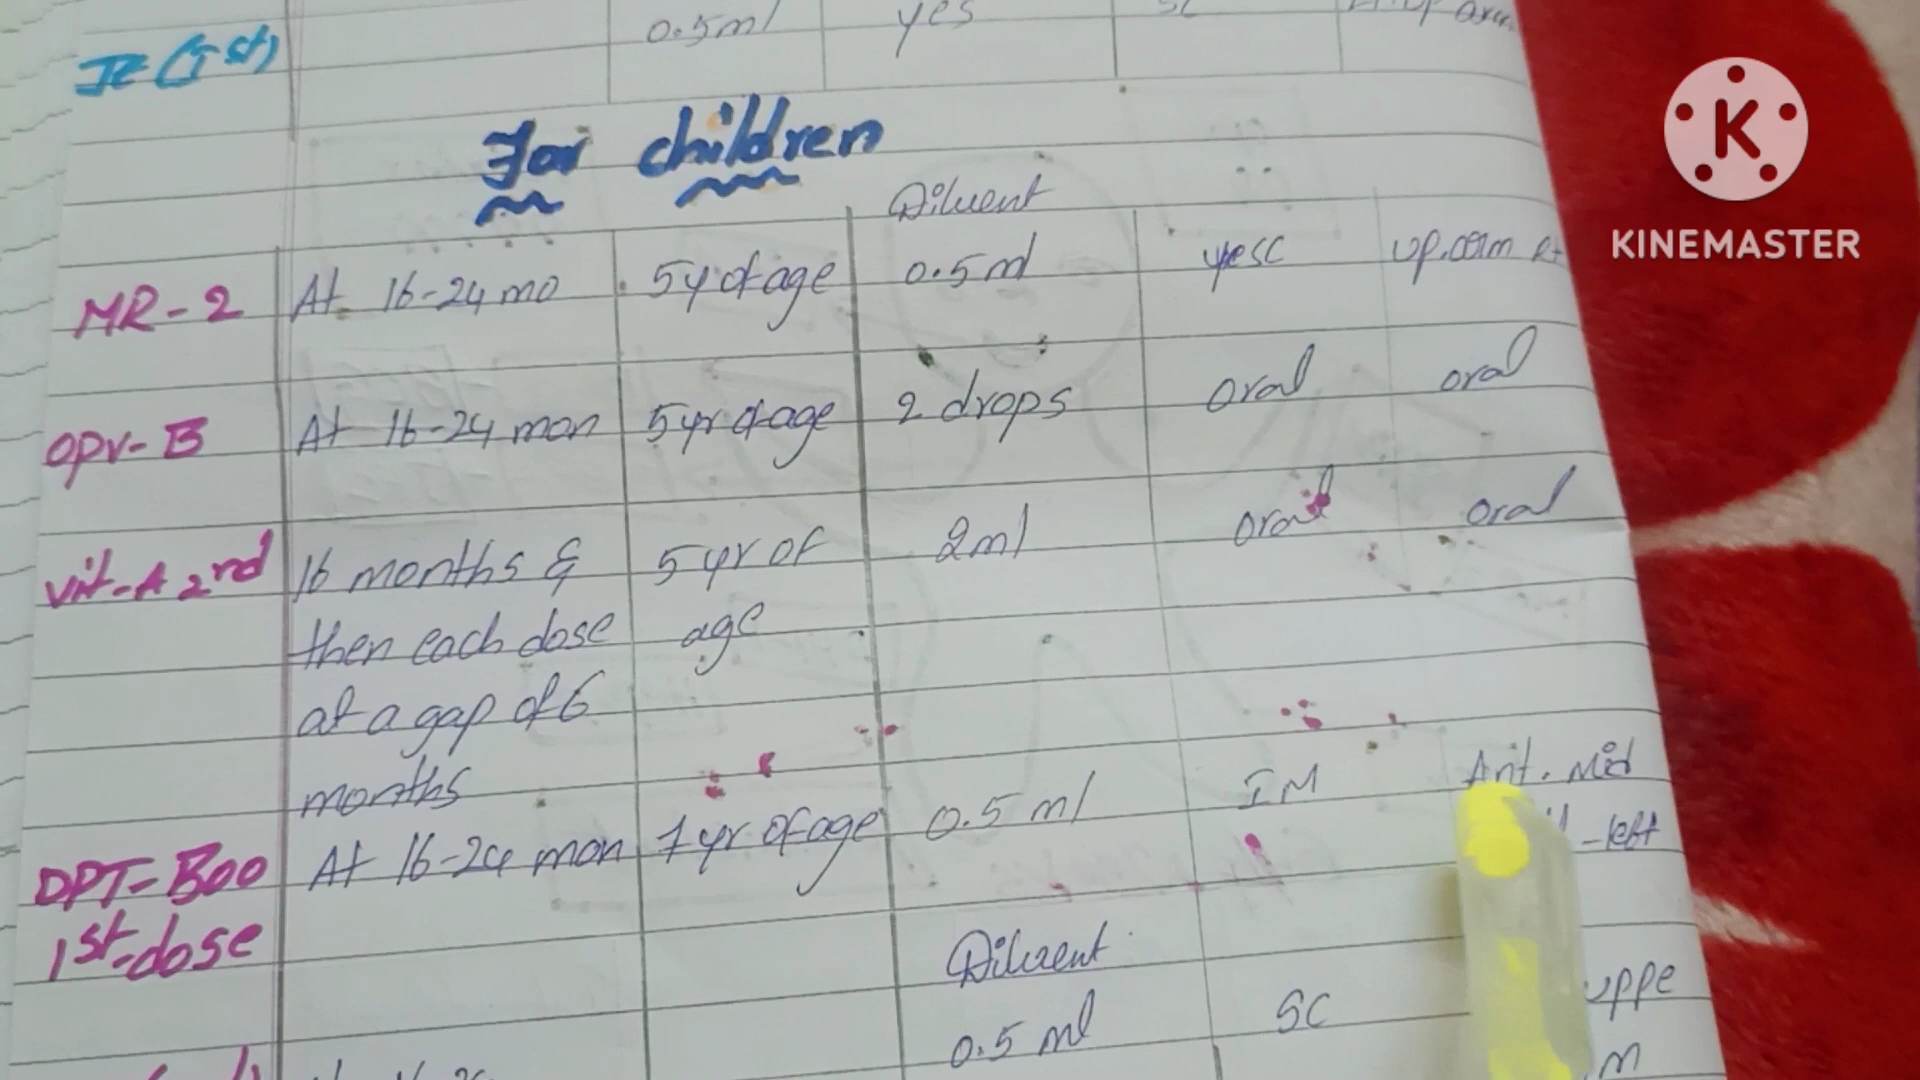 0.5ml yes SC
JE (1st)
For children
Diluent
MR-2 At 16-24 mo 5y of age 0.5ml yesc up.arm Rt
OPV-B At 16-24 mon 5yr of age 2 drops oral oral
Vit-A 2nd 16 months & 5 yr of 2ml oral oral
then each dose age
at a gap of 6
months
DPT-Boo At 16-24 mon 7 yr of age 0.5 ml IM Ant. Mid
1st-dose -left
Diluent
0.5 ml SC uppe
m
K
KINEMASTER